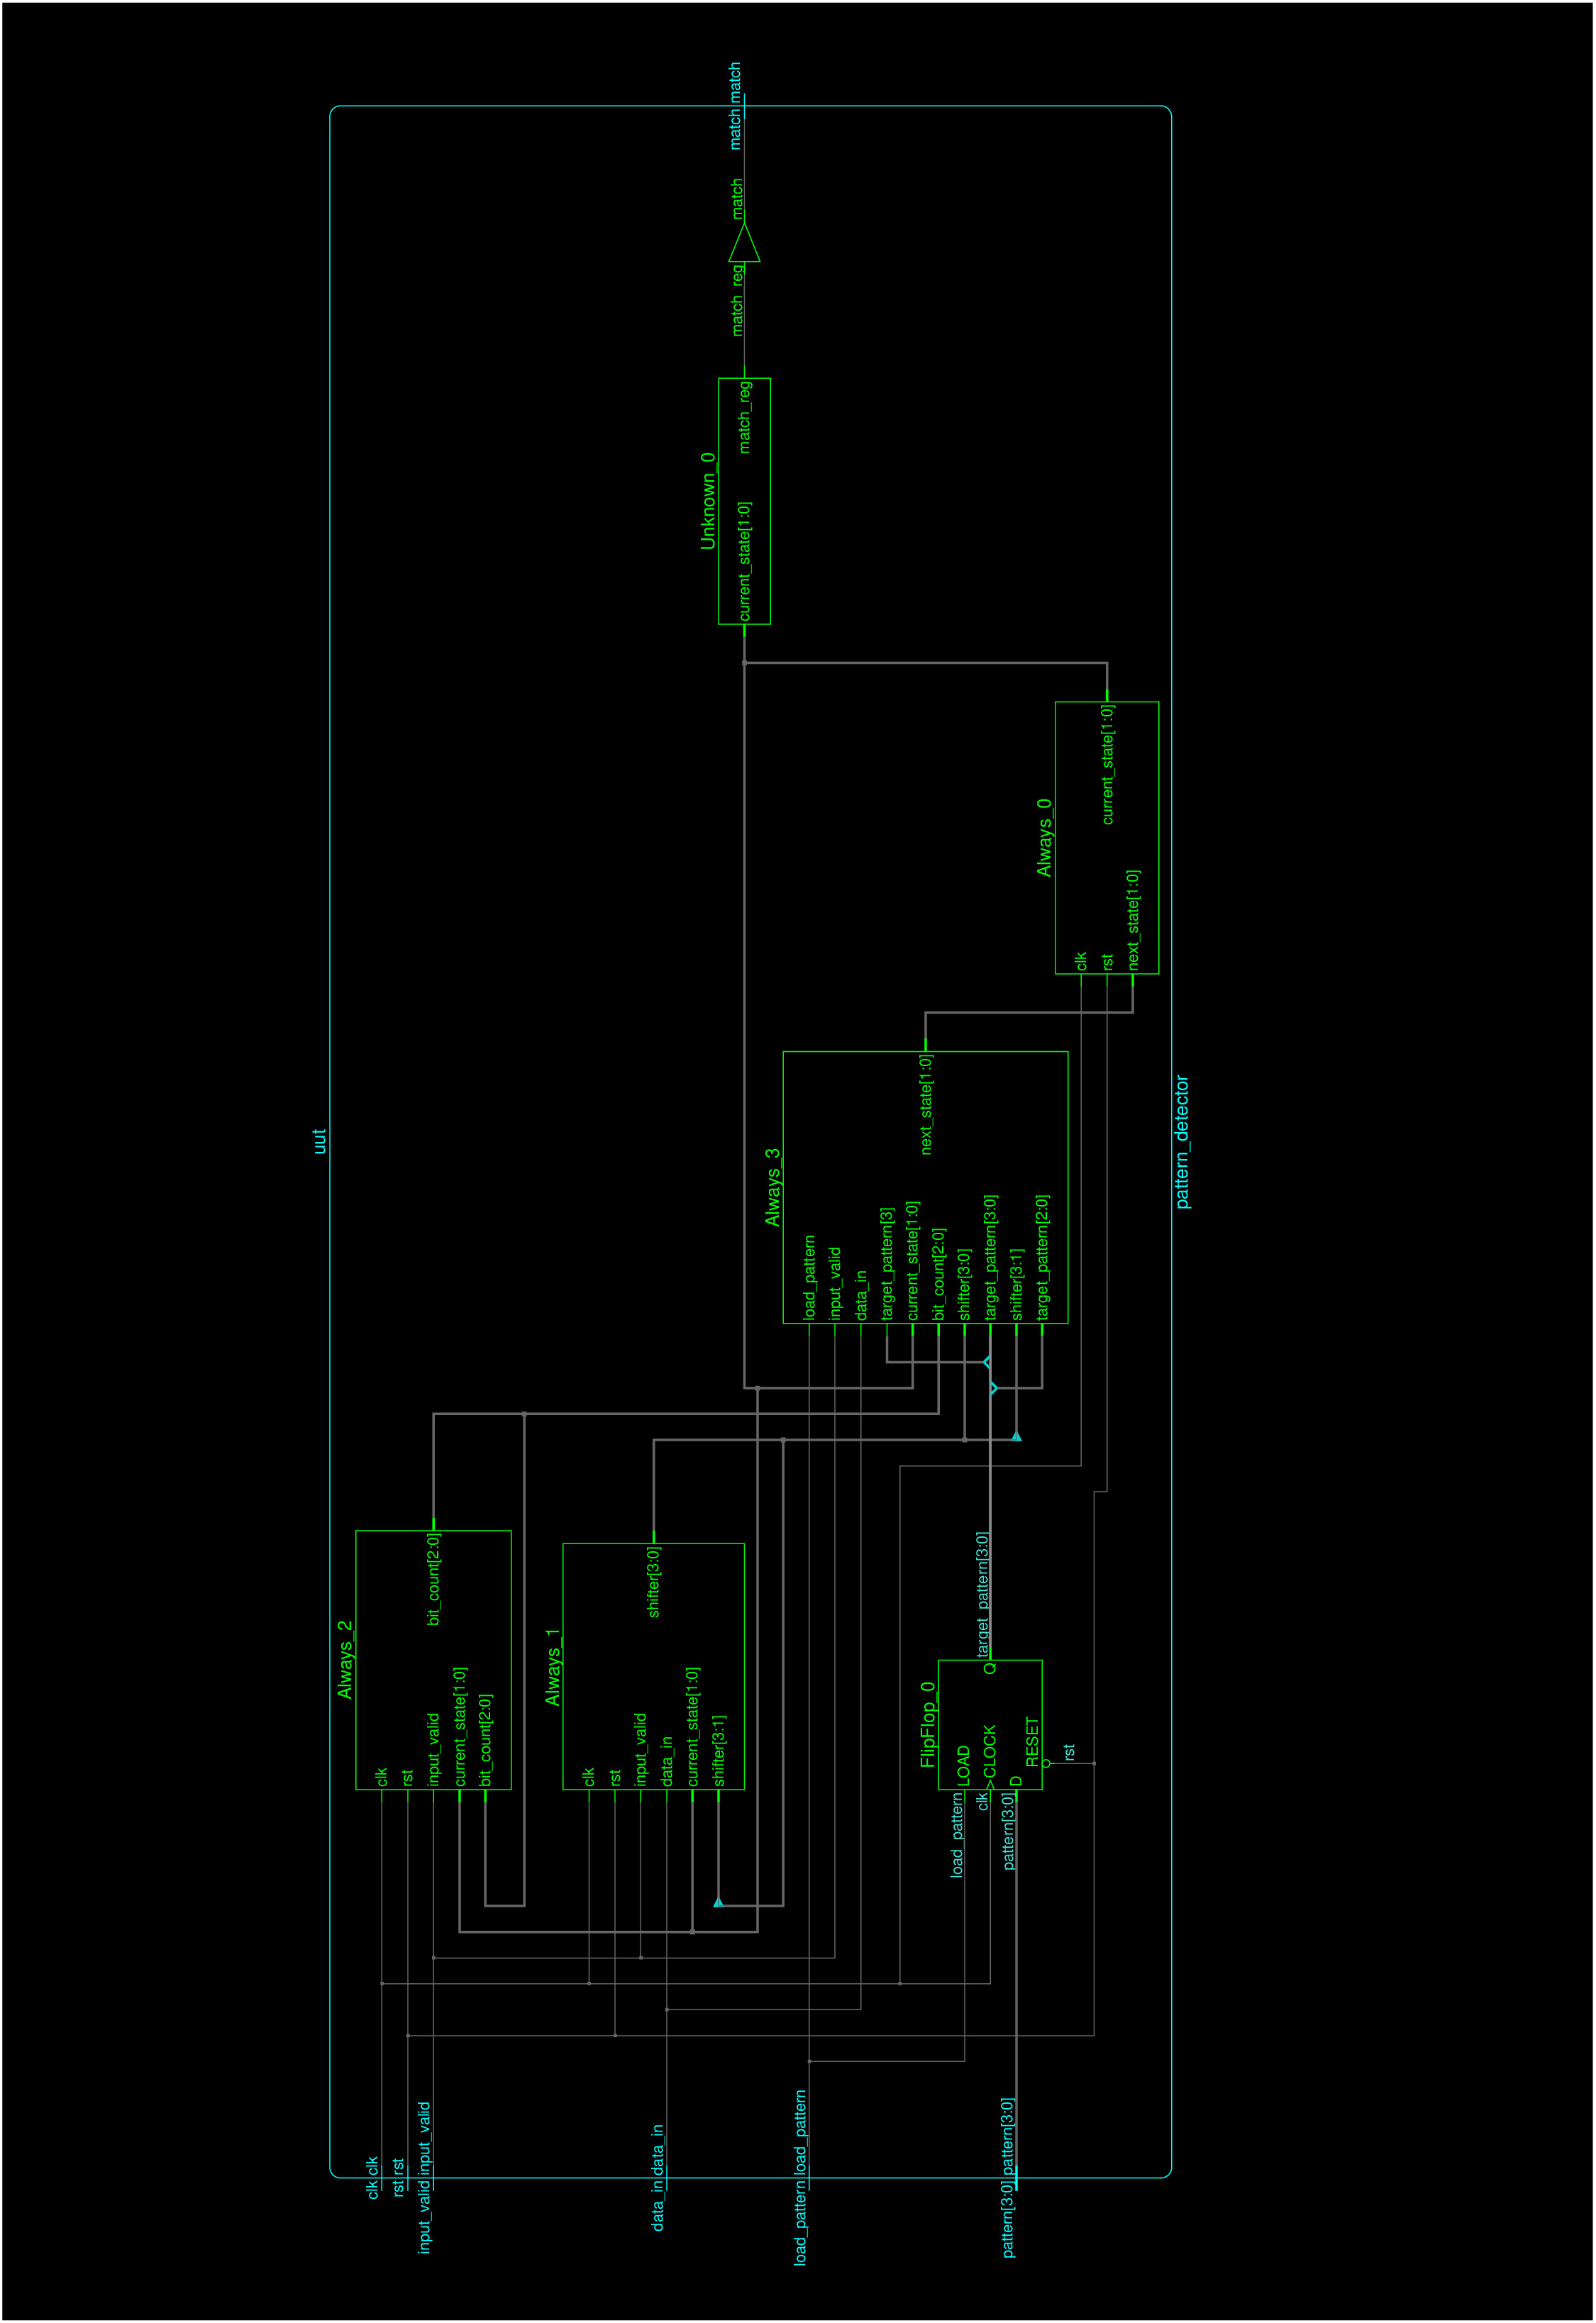 uut
Always_2
clk clk
clk
rst rst
rst
input_valid input_valid
input_valid
bit_count[2:0]
current_state[1:0]
bit_count[2:0]
Always_1
clk
rst
input_valid
shifter[3:0]
data_in data_in
data_in
current_state[1:0]
shifter[3:1]
Unknown_0
current_state[1:0]
match_reg
match_reg
match
match match
Always_3
load_pattern load_pattern
load_pattern
input_valid
data_in
target_pattern[3]
current_state[1:0]
next_state[1:0]
bit_count[2:0]
shifter[3:0]
target_pattern[3:0]
shifter[3:1]
target_pattern[2:0]
FlipFlop_0
load_pattern
LOAD
clk
CLOCK
Q
target_pattern[3:0]
pattern[3:0] pattern[3:0]
pattern[3:0]
D
RESET
rst
Always_0
clk
rst
current_state[1:0]
next_state[1:0]
pattern_detector